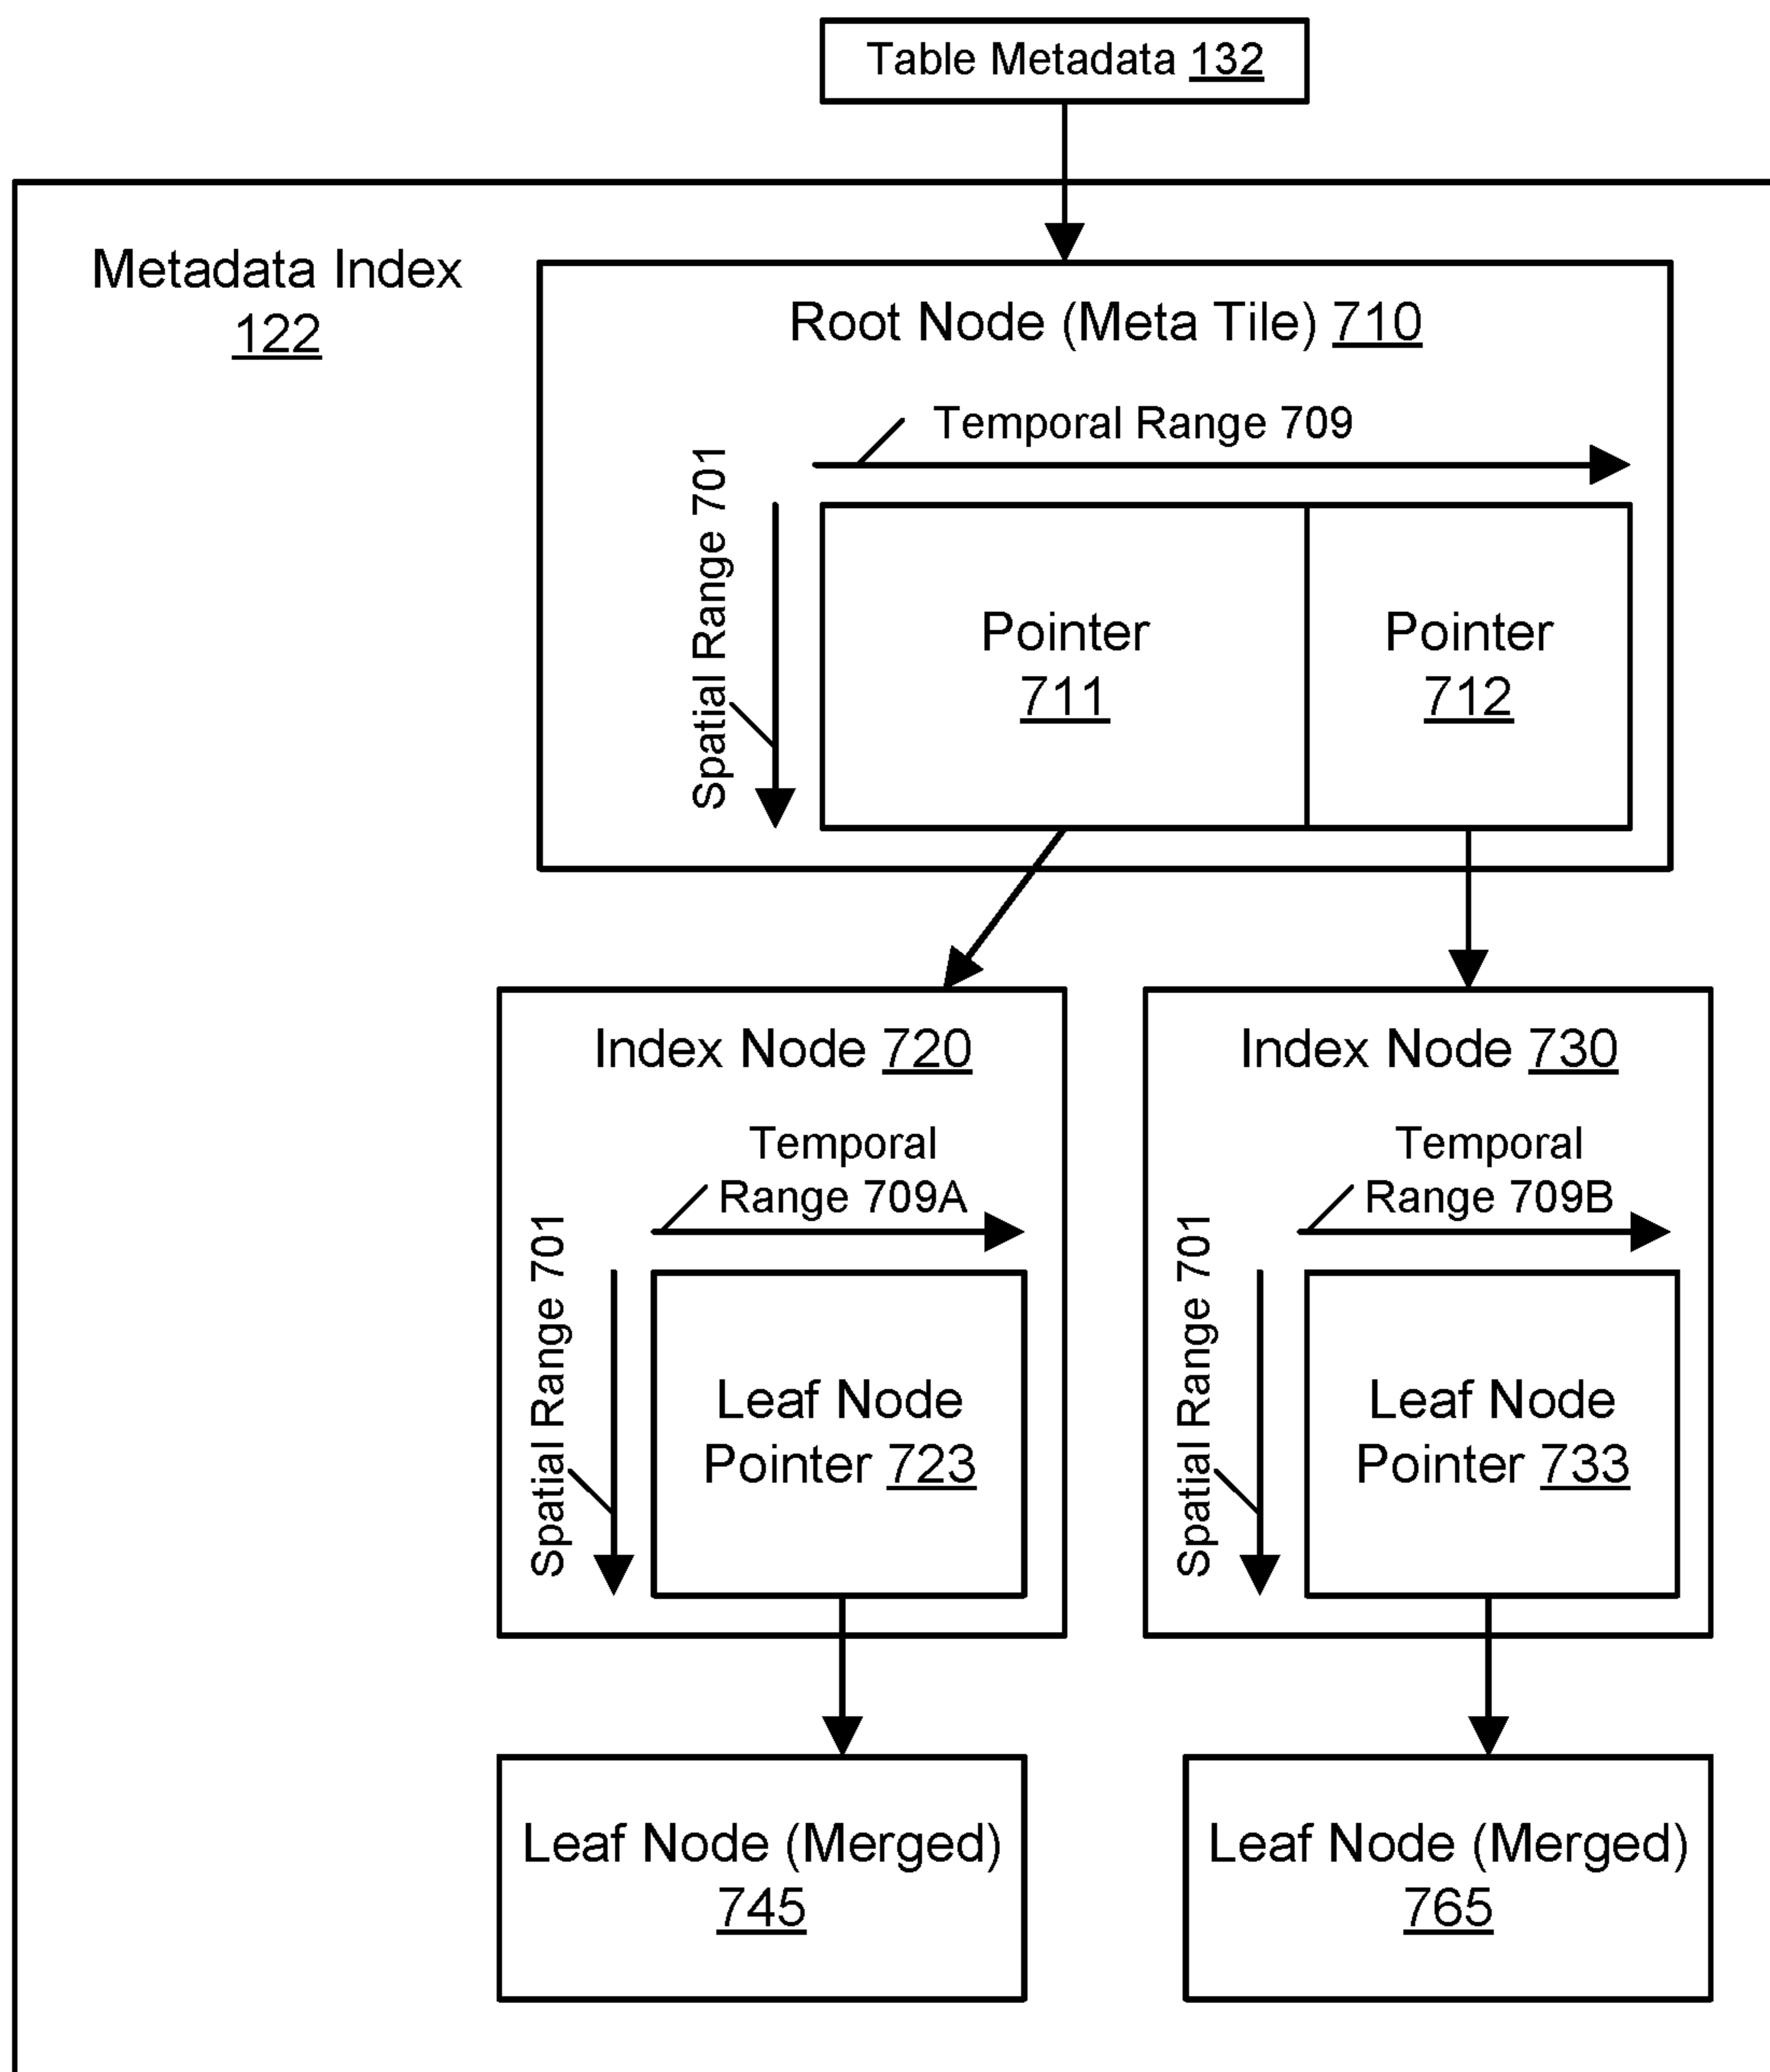 Table Metadata 132
Metadata Index
122
Root Node (Meta Tile) 710
Temporal Range 709
Spatial Range 701
Pointer
711
Pointer
712
Index Node 720
Temporal
Range 709A
Spatial Range 701
Leaf Node
Pointer 723
Index Node 730
Temporal
Range 709B
Spatial Range 701
Leaf Node
Pointer 733
Leaf Node (Merged)
745
Leaf Node (Merged)
765